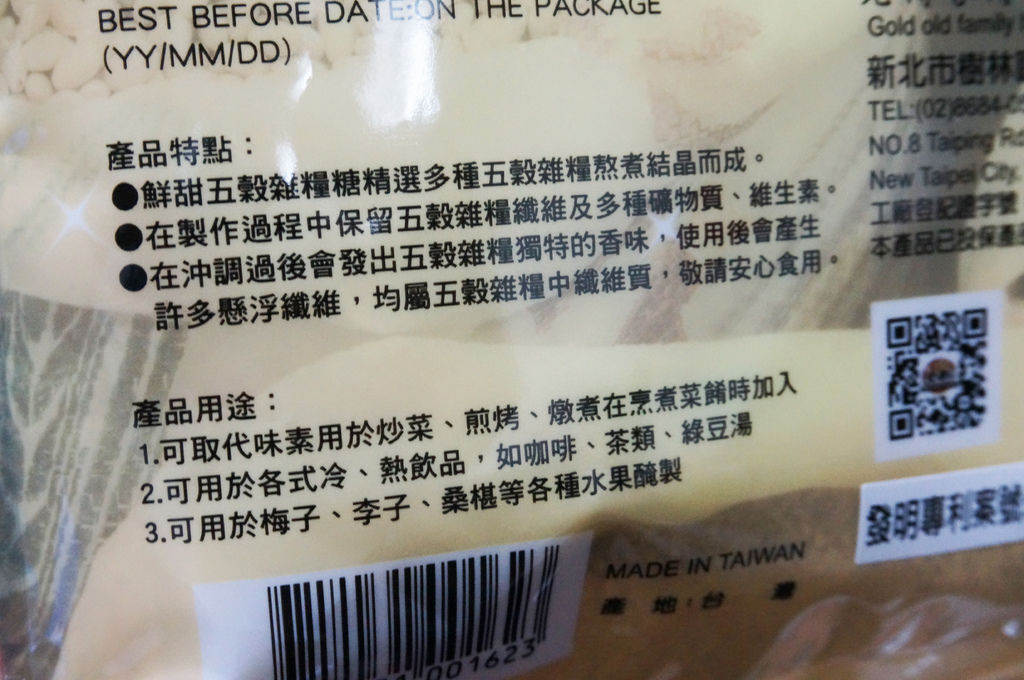 BEST BEFORE DATE:ON THE PACKAGE
(YY/MM/DD)
產品特點：
●鮮甜五穀雜糧糖精選多種五穀雜糧熬煮結晶而成。
●在製作過程中保留五穀雜糧纖維及多種礦物質、維生素。
●在沖調過後會發出五穀雜糧獨特的香味，使用後會產生
許多懸浮纖維，均屬五穀雜糧中纖維質，敬請安心食用。
產品用途：
1.可取代味素用於炒菜、煎烤、燉煮在烹煮菜餚時加入
2.可用於各式冷、熱飲品，如咖啡、茶類、綠豆湯
3.可用於梅子、李子、桑椹等各種水果醃製
001623
MADE IN TAIWAN
產 地：台 灣
Gold old family
新北市樹林
TEL:(02)8684-0
NO.8 Taiping Rd
New Taipei City,
工廠登記證字號
本產品已投保產
發明專利案號